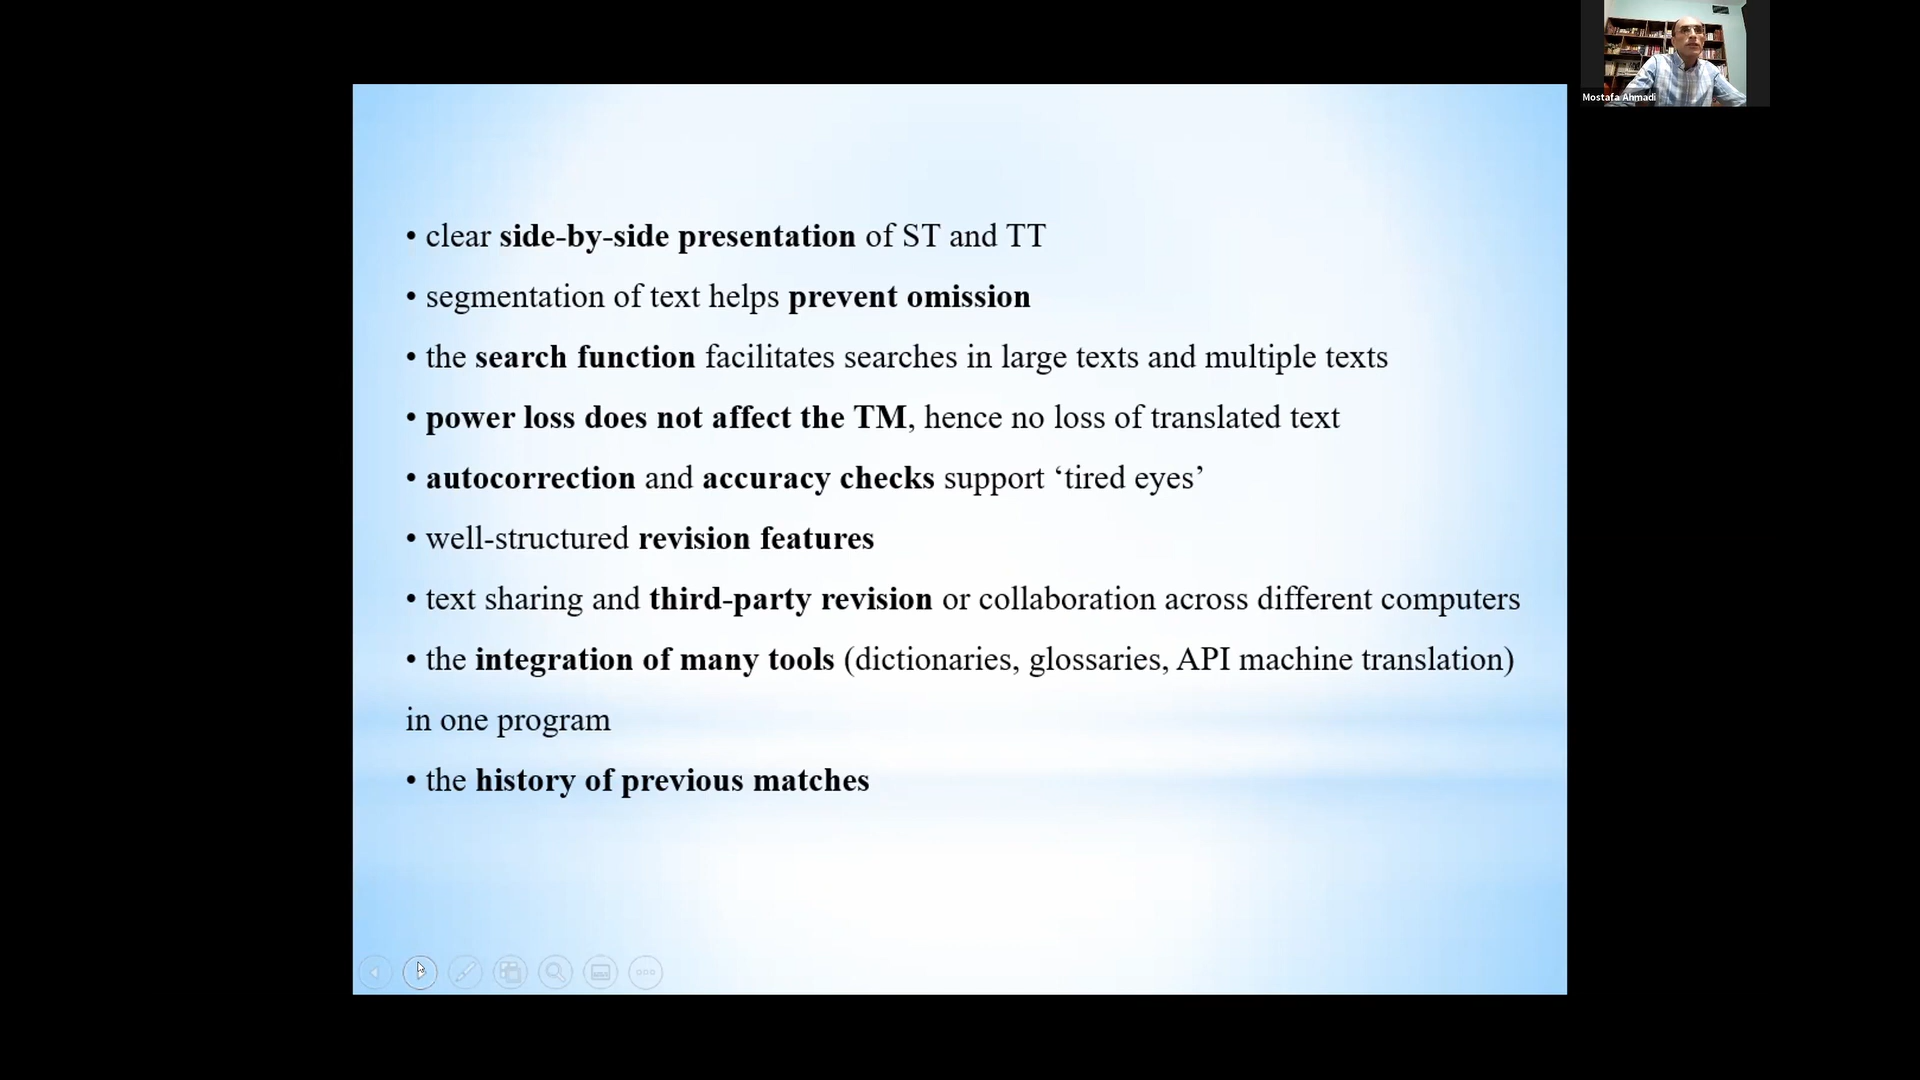 Mostafa Ahmadi
• clear side-by-side presentation of ST and TT
• segmentation of text helps prevent omission
• the search function facilitates searches in large texts and multiple texts
• power loss does not affect the TM, hence no loss of translated text
• autocorrection and accuracy checks support ‘tired eyes’
• well-structured revision features
• text sharing and third-party revision or collaboration across different computers
• the integration of many tools (dictionaries, glossaries, API machine translation)
in one program
• the history of previous matches